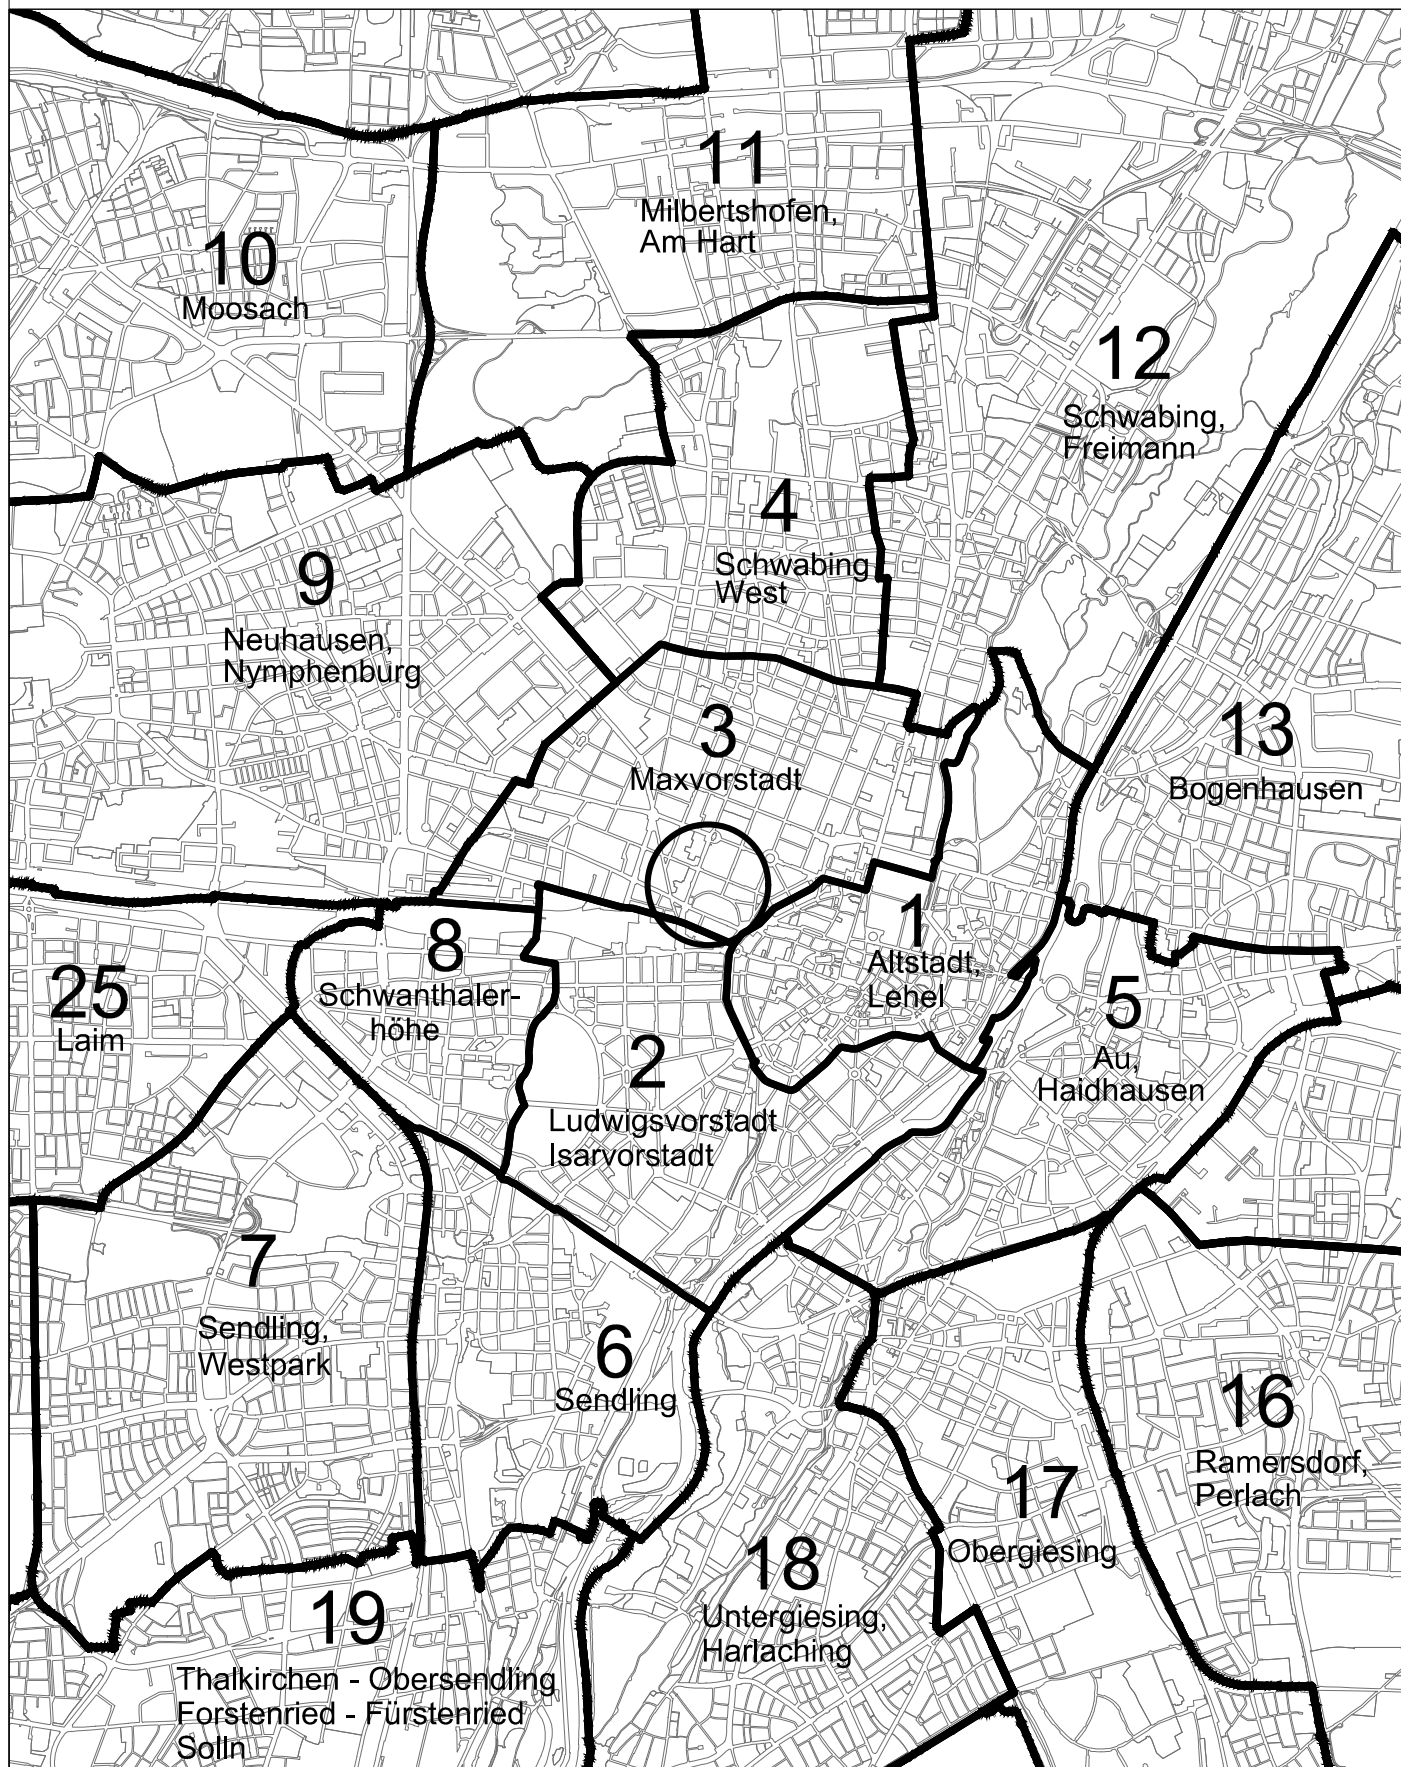 11
Milbertshofen,
Am Hart
10
Moosach
12
Schwabing,
Freimann
4
Schwabing
West
9
Neuhausen,
Nymphenburg
3
Maxvorstadt
13
Bogenhausen
1
Altstadt,
Lehel
8
Schwanthaler-
höhe
25
Laim
5
Au,
Haidhausen
2
Ludwigsvorstadt
Isarvorstadt
7
Sendling,
Westpark
6
Sendling
16
Ramersdorf,
Perlach
17
Obergiesing
18
Untergiesing,
Harlaching
19
Thalkirchen - Obersendling
Forstenried - Fürstenried
Solln